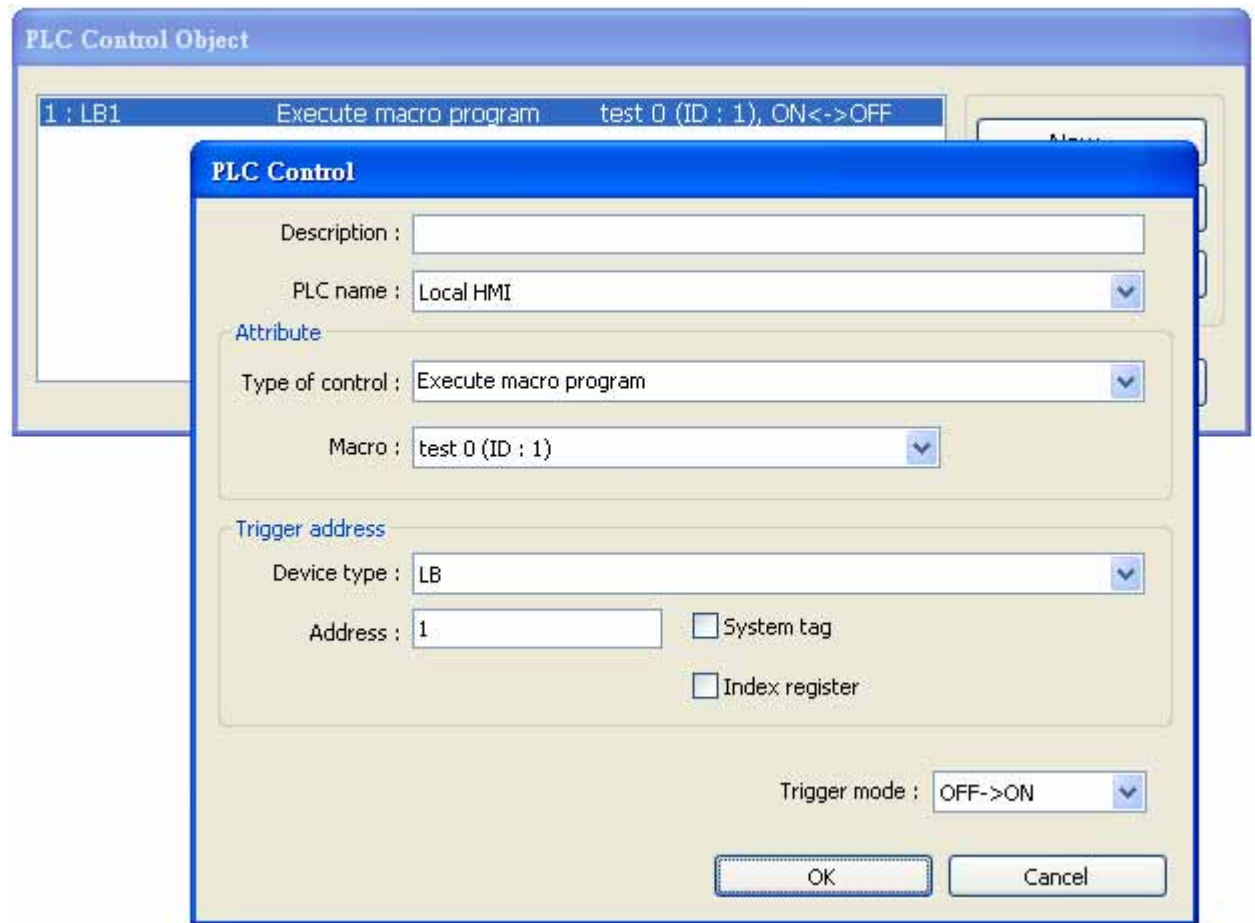 PLC Control Object
1 : LB1 Execute macro program test 0 (ID : 1), ON<->OFF
PLC Control
Description :
PLC name : Local HMI
Attribute
Type of control : Execute macro program
Macro : test 0 (ID : 1)
Trigger address
Device type : LB
Address : 1 System tag
Index register
Trigger mode : OFF->ON
OK Cancel